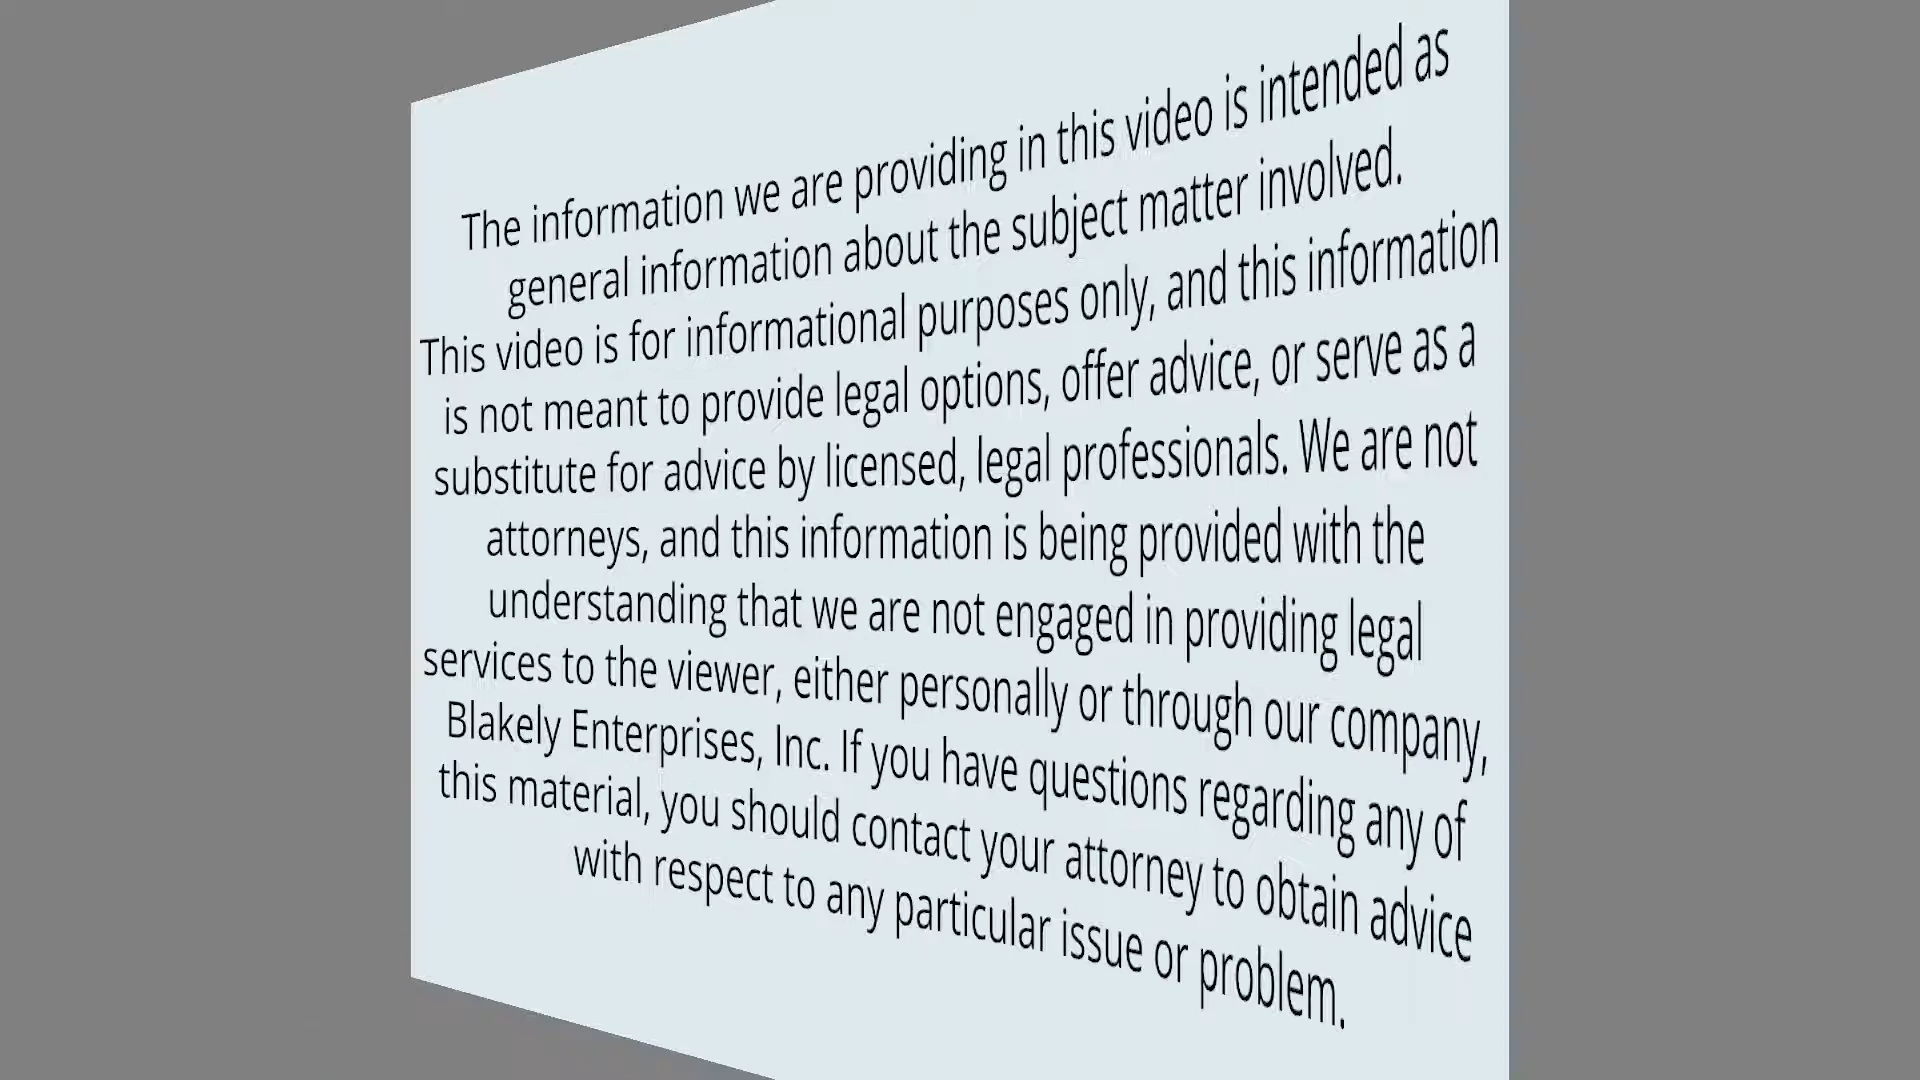 The information we are providing in this video is intended as
general information about the subject matter involved.
This video is for informational purposes only, and this information
is not meant to provide legal options, offer advice, or serve as a
substitute for advice by licensed, legal professionals. We are not
attorneys, and this information is being provided with the
understanding that we are not engaged in providing legal
services to the viewer, either personally or through our company,
Blakely Enterprises, Inc. If you have questions regarding any of
this material, you should contact your attorney to obtain advice
with respect to any particular issue or problem.